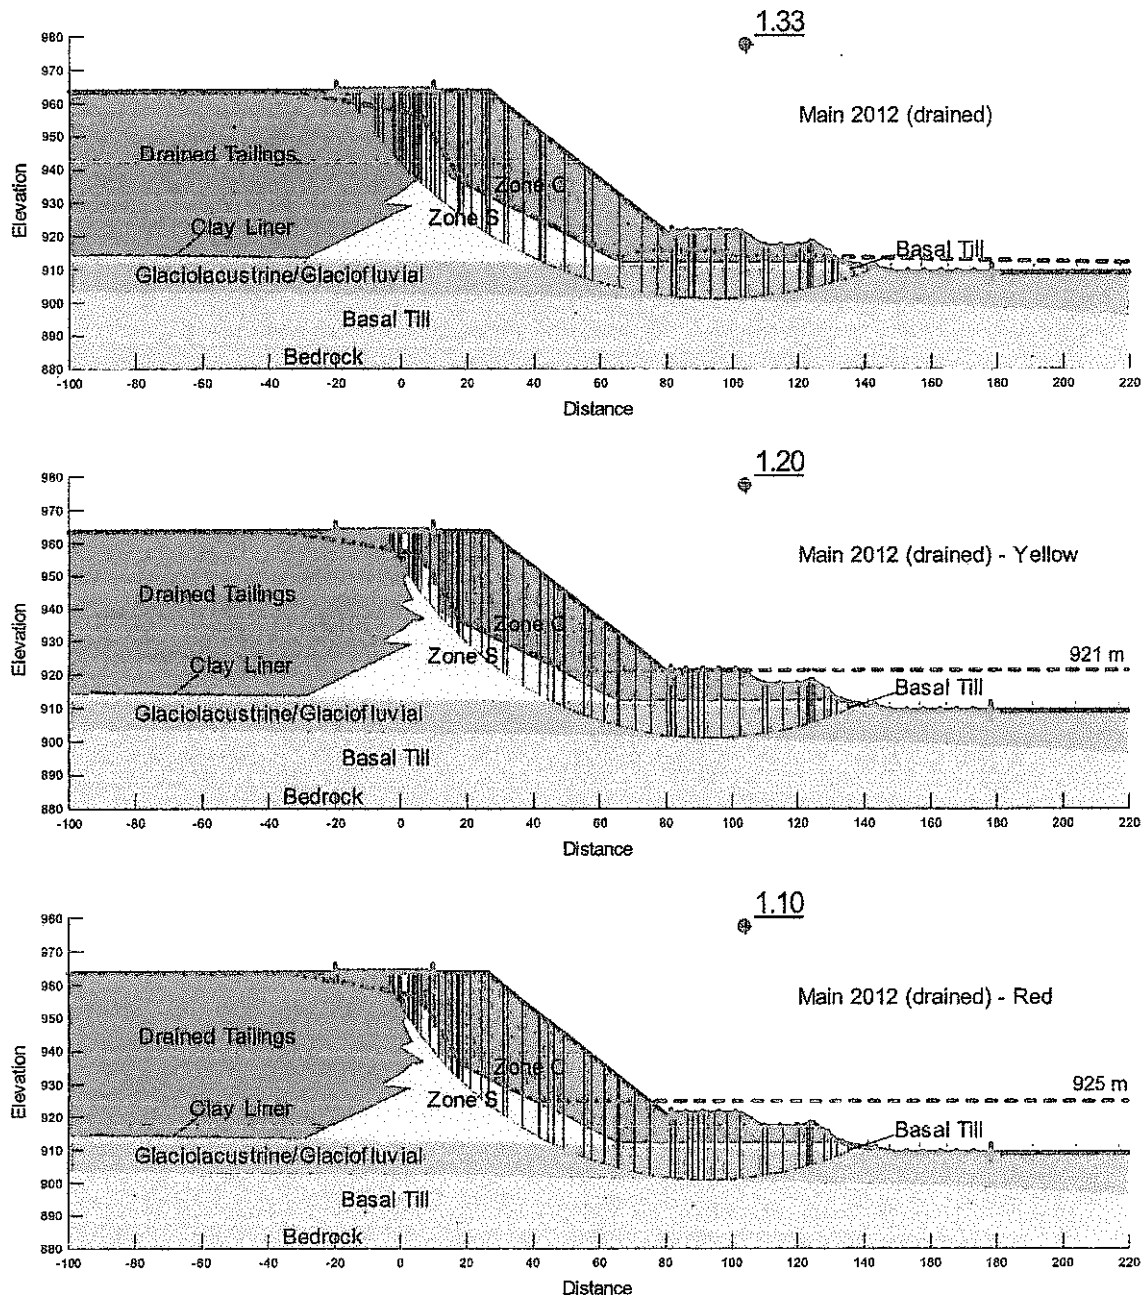 1.33
980
970
960
950
940
930
920
910
900
890
880
Elevation
Main 2012 (drained)
Drained Tailings
Zone C
Zone S
Clay Liner
Basal Till
Glaciolacustrine/Glaciofluvial
Basal Till
Bedrock
-100 -80 -60 -40 -20 0 20 40 60 80 100 120 140 160 180 200 220
Distance
1.20
980
970
960
950
940
930
920
910
900
890
880
Elevation
Main 2012 (drained) - Yellow
Drained Tailings
Zone C
921 m
Zone S
Clay Liner
Basal Till
Glaciolacustrine/Glaciofluvial
Basal Till
Bedrock
-100 -80 -60 -40 -20 0 20 40 60 80 100 120 140 160 180 200 220
Distance
1.10
980
970
960
950
940
930
920
910
800
890
880
Elevation
Main 2012 (drained) - Red
Drained Tailings
Zone C
925 m
Zone S
Clay Liner
Basal Till
Glaciolacustrine/Glaciofluvial
Basal Till
Bedrock
-100 -80 -60 -40 -20 0 20 40 60 80 100 120 140 160 180 200 220
Distance